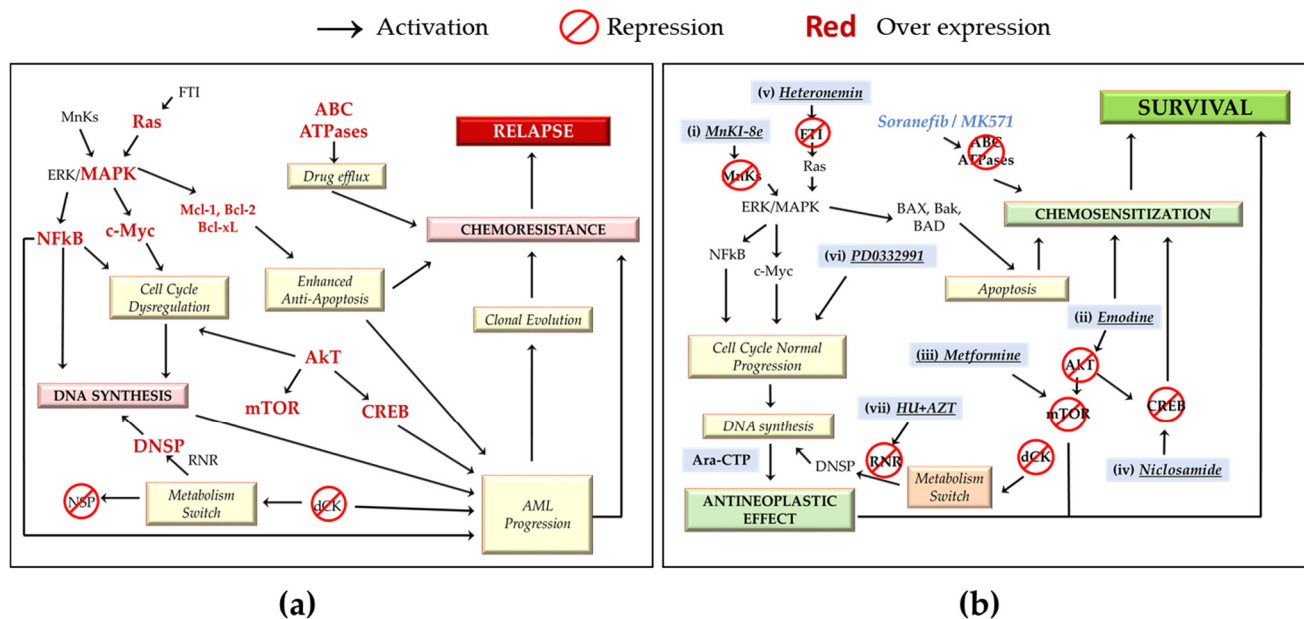 Activation
Repression
Red Over expression
FTI
MnKs
Ras
ERK/MAPK
Mcl-1, Bcl-2
Bcl-xL
NFkB
c-Myc
ABC
ATPases
Drug efflux
RELAPSE
CHEMORESISTANCE
Cell Cycle
Dysregulation
Enhanced
Anti-Apoptosis
Clonal Evolution
AkT
mTOR
CREB
DNA SYNTHESIS
DNSP
RNR
NSP
Metabolism
Switch
dCK
AML
Progression
(a)
(v) Heteronemin
(i) MnKI-8e
FTI
MnKs
Ras
ERK/MAPK
Soranefib / MK571
ABC
ATPases
SURVIVAL
CHEMOSENSITIZATION
BAX, Bak,
BAD
NFkB
c-Myc
(vi) PD0332991
Apoptosis
(ii) Emodine
Cell Cycle Normal
Progression
(iii) Metformine
AkT
mTOR
CREB
(vii) HU+AZT
DNA synthesis
Ara-CTP
DNSP
RNR
dCK
Metabolism
Switch
(iv) Niclosamide
ANTINEOPLASTIC
EFFECT
(b)